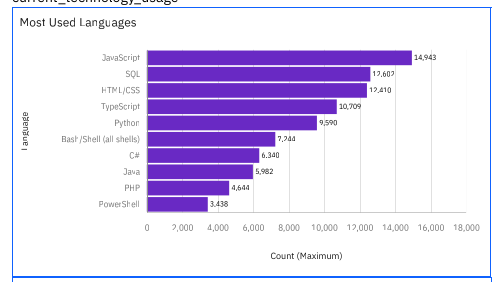 current_technology_usage
Most Used Languages
JavaScript 14,943
SQL 12,602
HTML/CSS 12,410
TypeScript 10,709
Python 9,590
Bash/Shell (all shells) 7,244
C# 6,340
Java 5,982
PHP 4,644
PowerShell 3,438
Language
0 2,000 4,000 6,000 8,000 10,000 12,000 14,000 16,000 18,000
Count (Maximum)